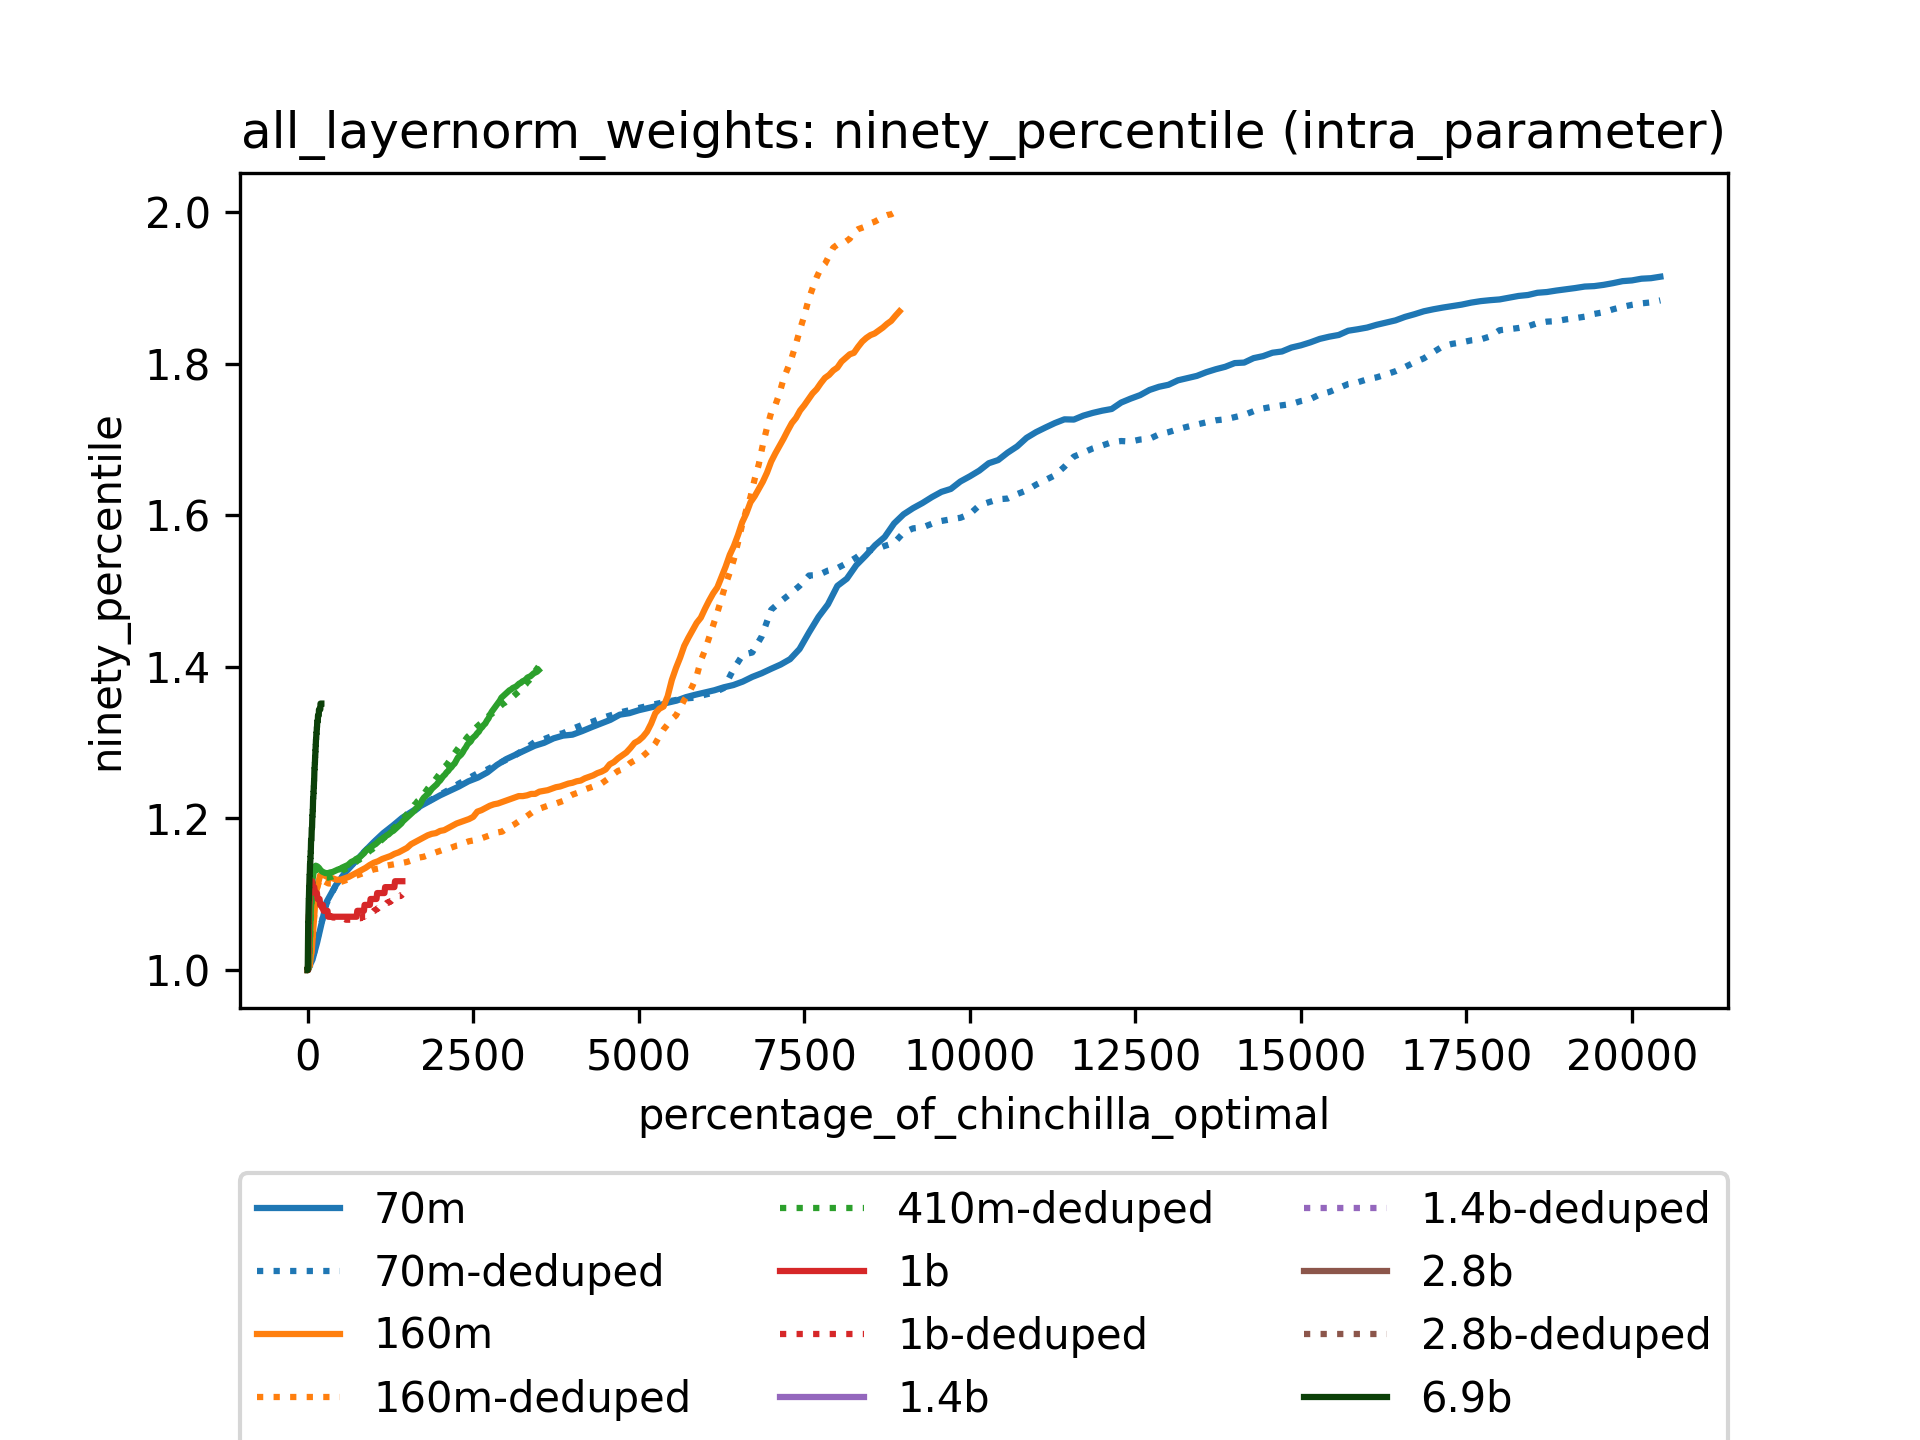 all_layernorm_weights: ninety_percentile (intra_parameter)
ninety_percentile
2.0
1.8
1.6
1.4
1.2
1.0
0 2500 5000 7500 10000 12500 15000 17500 20000
percentage_of_chinchilla_optimal
70m 410m-deduped 1.4b-deduped
70m-deduped 1b 2.8b
160m 1b-deduped 2.8b-deduped
160m-deduped 1.4b 6.9b